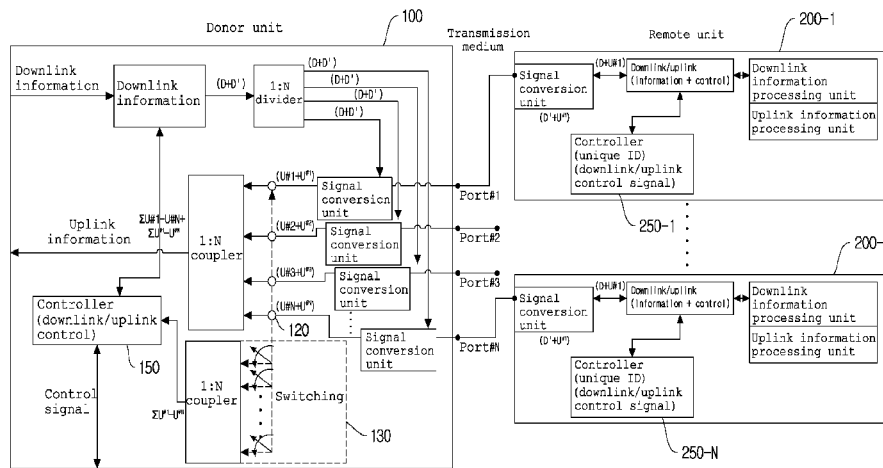 Donor unit
100
Transmission
medium
Remote unit
200-1
Downlink
information
Downlink
information
(D+D')
1:N
divider
(D+D')
(D+D')
(D+D')
(D+D')
Signal
conversion
unit
(D+U#1)
Downlink/uplink
(information + control)
Downlink
information
processing unit
Uplink information
processing unit
Controller
(unique ID)
(downlink/uplink
control signal)
250-1
Uplink
information
1:N
coupler
Signal
conversion
unit
Port#1
Signal
conversion
unit
Port#2
Signal
conversion
unit
Port#3
Signal
conversion
unit
Port#N
120
Controller
(downlink/uplink
control)
150
Control
signal
1:N
coupler
Switching
130
200-N
Signal
conversion
unit
(D+U#1)
Downlink/uplink
(information + control)
Downlink
information
processing unit
Uplink information
processing unit
Controller
(unique ID)
(downlink/uplink
control signal)
250-N